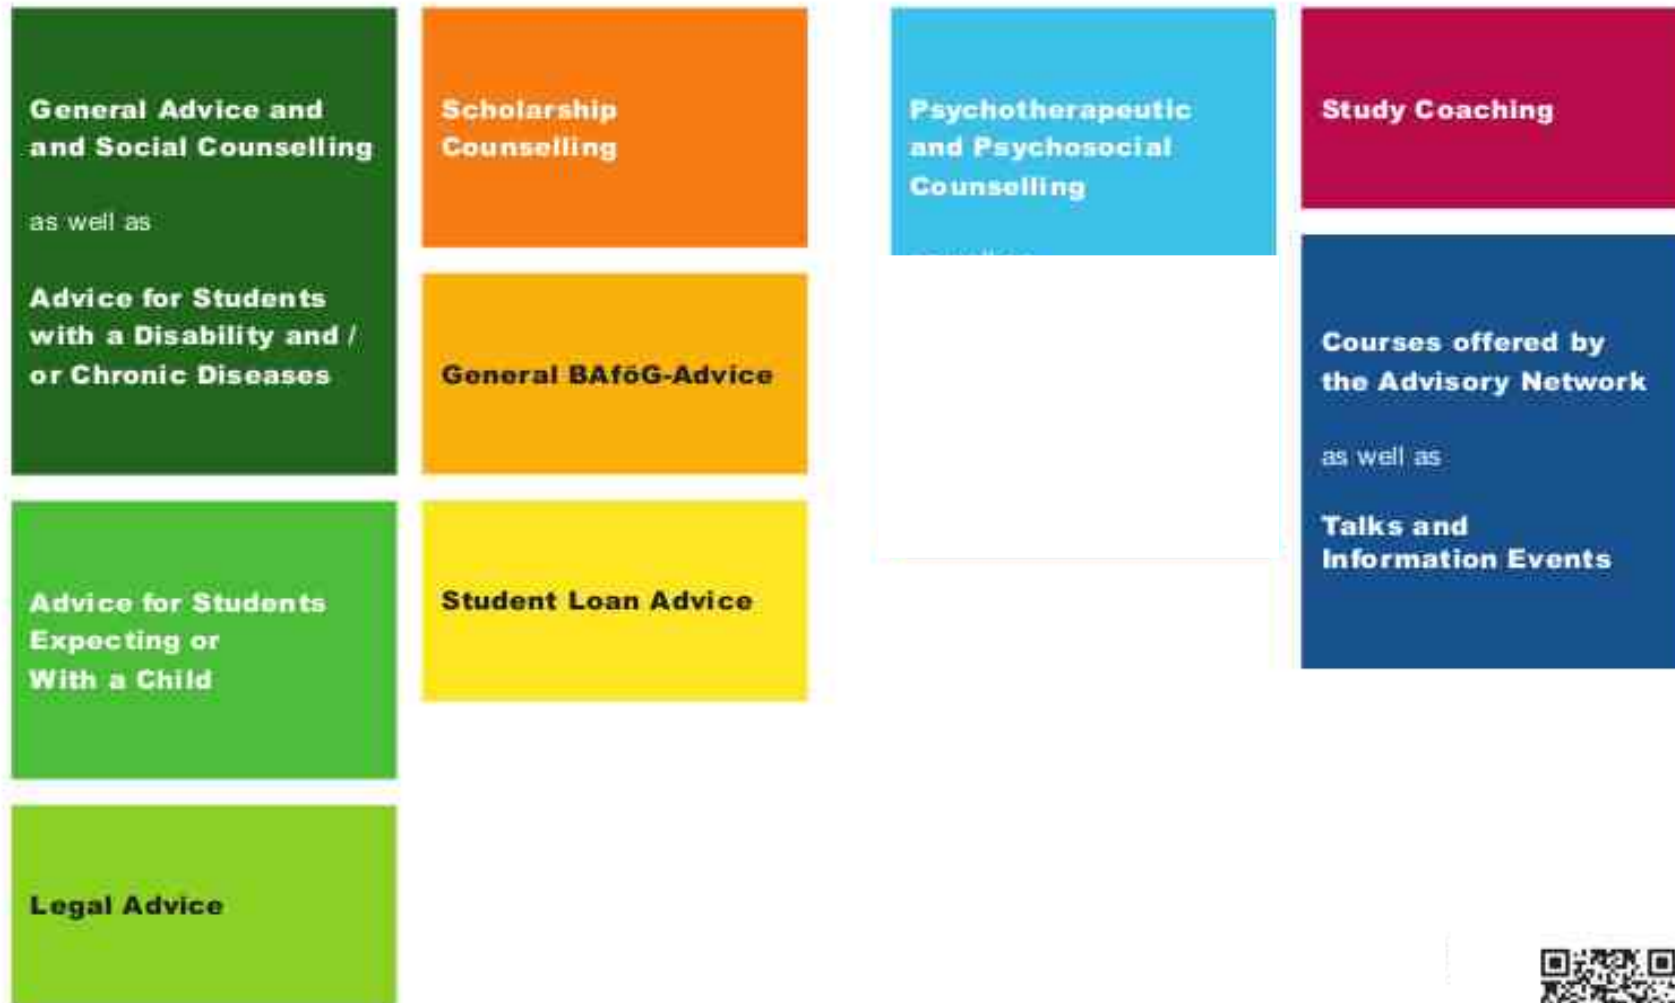 General Advice and
and Social Counselling
as well as
Advice for Students
with a Disability and /
or Chronic Diseases
Advice for Students
Expecting or
With a Child
Legal Advice
Scholarship
Counselling
General BAföG-Advice
Student Loan Advice
Psychotherapeutic
and Psychosocial
Counselling
Study Coaching
Courses offered by
the Advisory Network
as well as
Talks and
Information Events